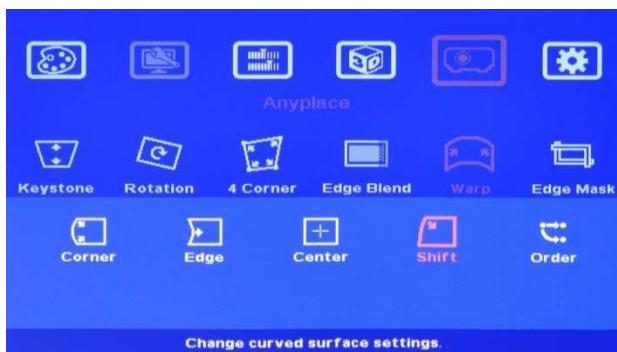 3D
Anyplace
Keystone Rotation 4 Corner Edge Blend Warp Edge Mask
Corner Edge Center Shift Order
Change curved surface settings.